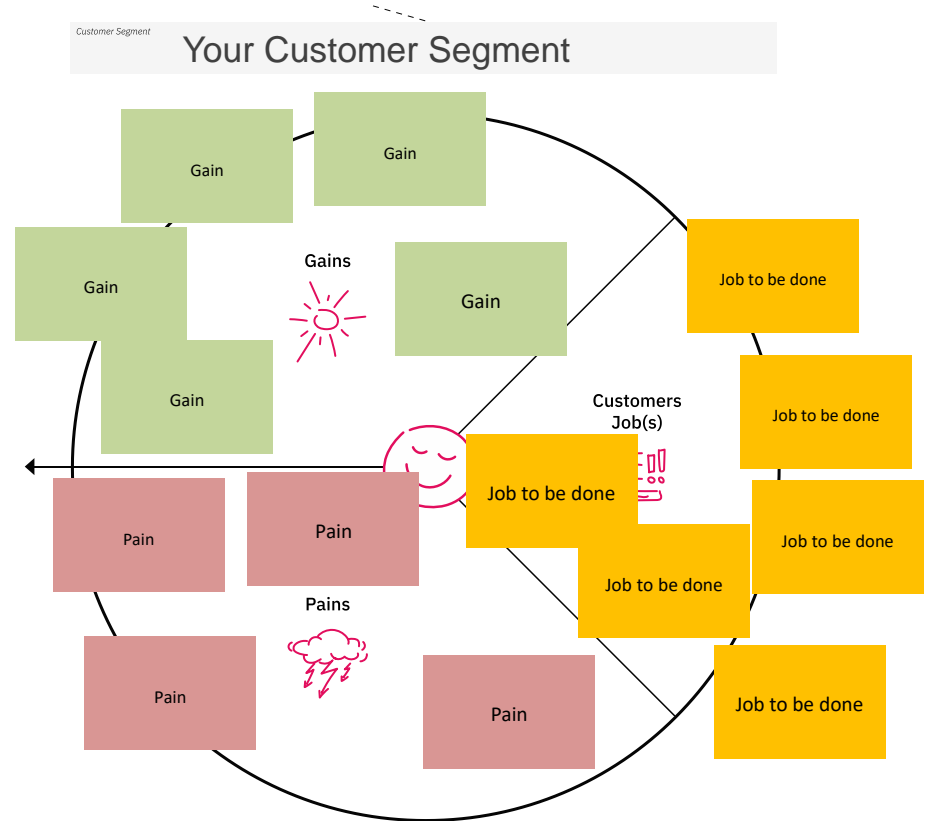 Customer Segment
Your Customer Segment
Gain
Gain
Gain
Gains
Gain
Gain
Job to be done
Customers
Job(s)
Job to be done
Job to be done
Job to be done
Job to be done
Job to be done
Pain
Pain
Pains
Pain
Pain